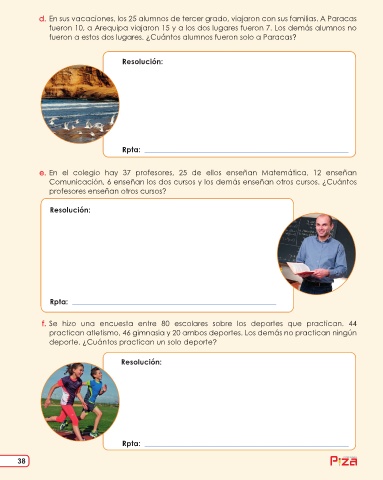 d. En sus vacaciones, los 25 alumnos de tercer grado, viajaron con sus familias. A Paracas
fueron 10, a Arequipa viajaron 15 y a los dos lugares fueron 7. Los demás alumnos no
fueron a estos dos lugares. ¿Cuántos alumnos fueron solo a Paracas?
Resolución:
Rpta:
e. En el colegio hay 37 profesores, 25 de ellos enseñan Matemática, 12 enseñan
Comunicación, 6 enseñan los dos cursos y los demás enseñan otros cursos. ¿Cuántos
profesores enseñan otros cursos?
Resolución:
Rpta:
f. Se hizo una encuesta entre 80 escolares sobre los deportes que practican. 44
practican atletismo, 46 gimnasia y 20 ambos deportes. Los demás no practican ningún
deporte. ¿Cuántos practican un solo deporte?
Resolución:
Rpta:
38